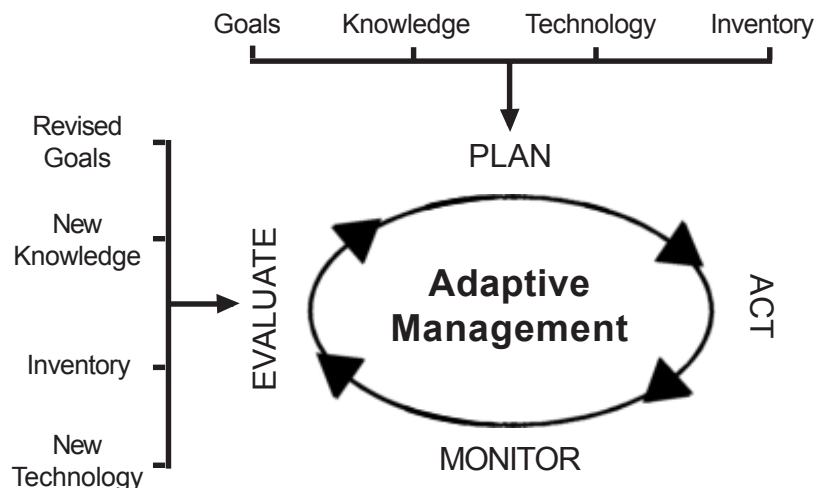 Goals Knowledge Technology Inventory
Revised
Goals
PLAN
New
Knowledge
EVALUATE
Adaptive
Management
ACT
Inventory
MONITOR
New
Technology